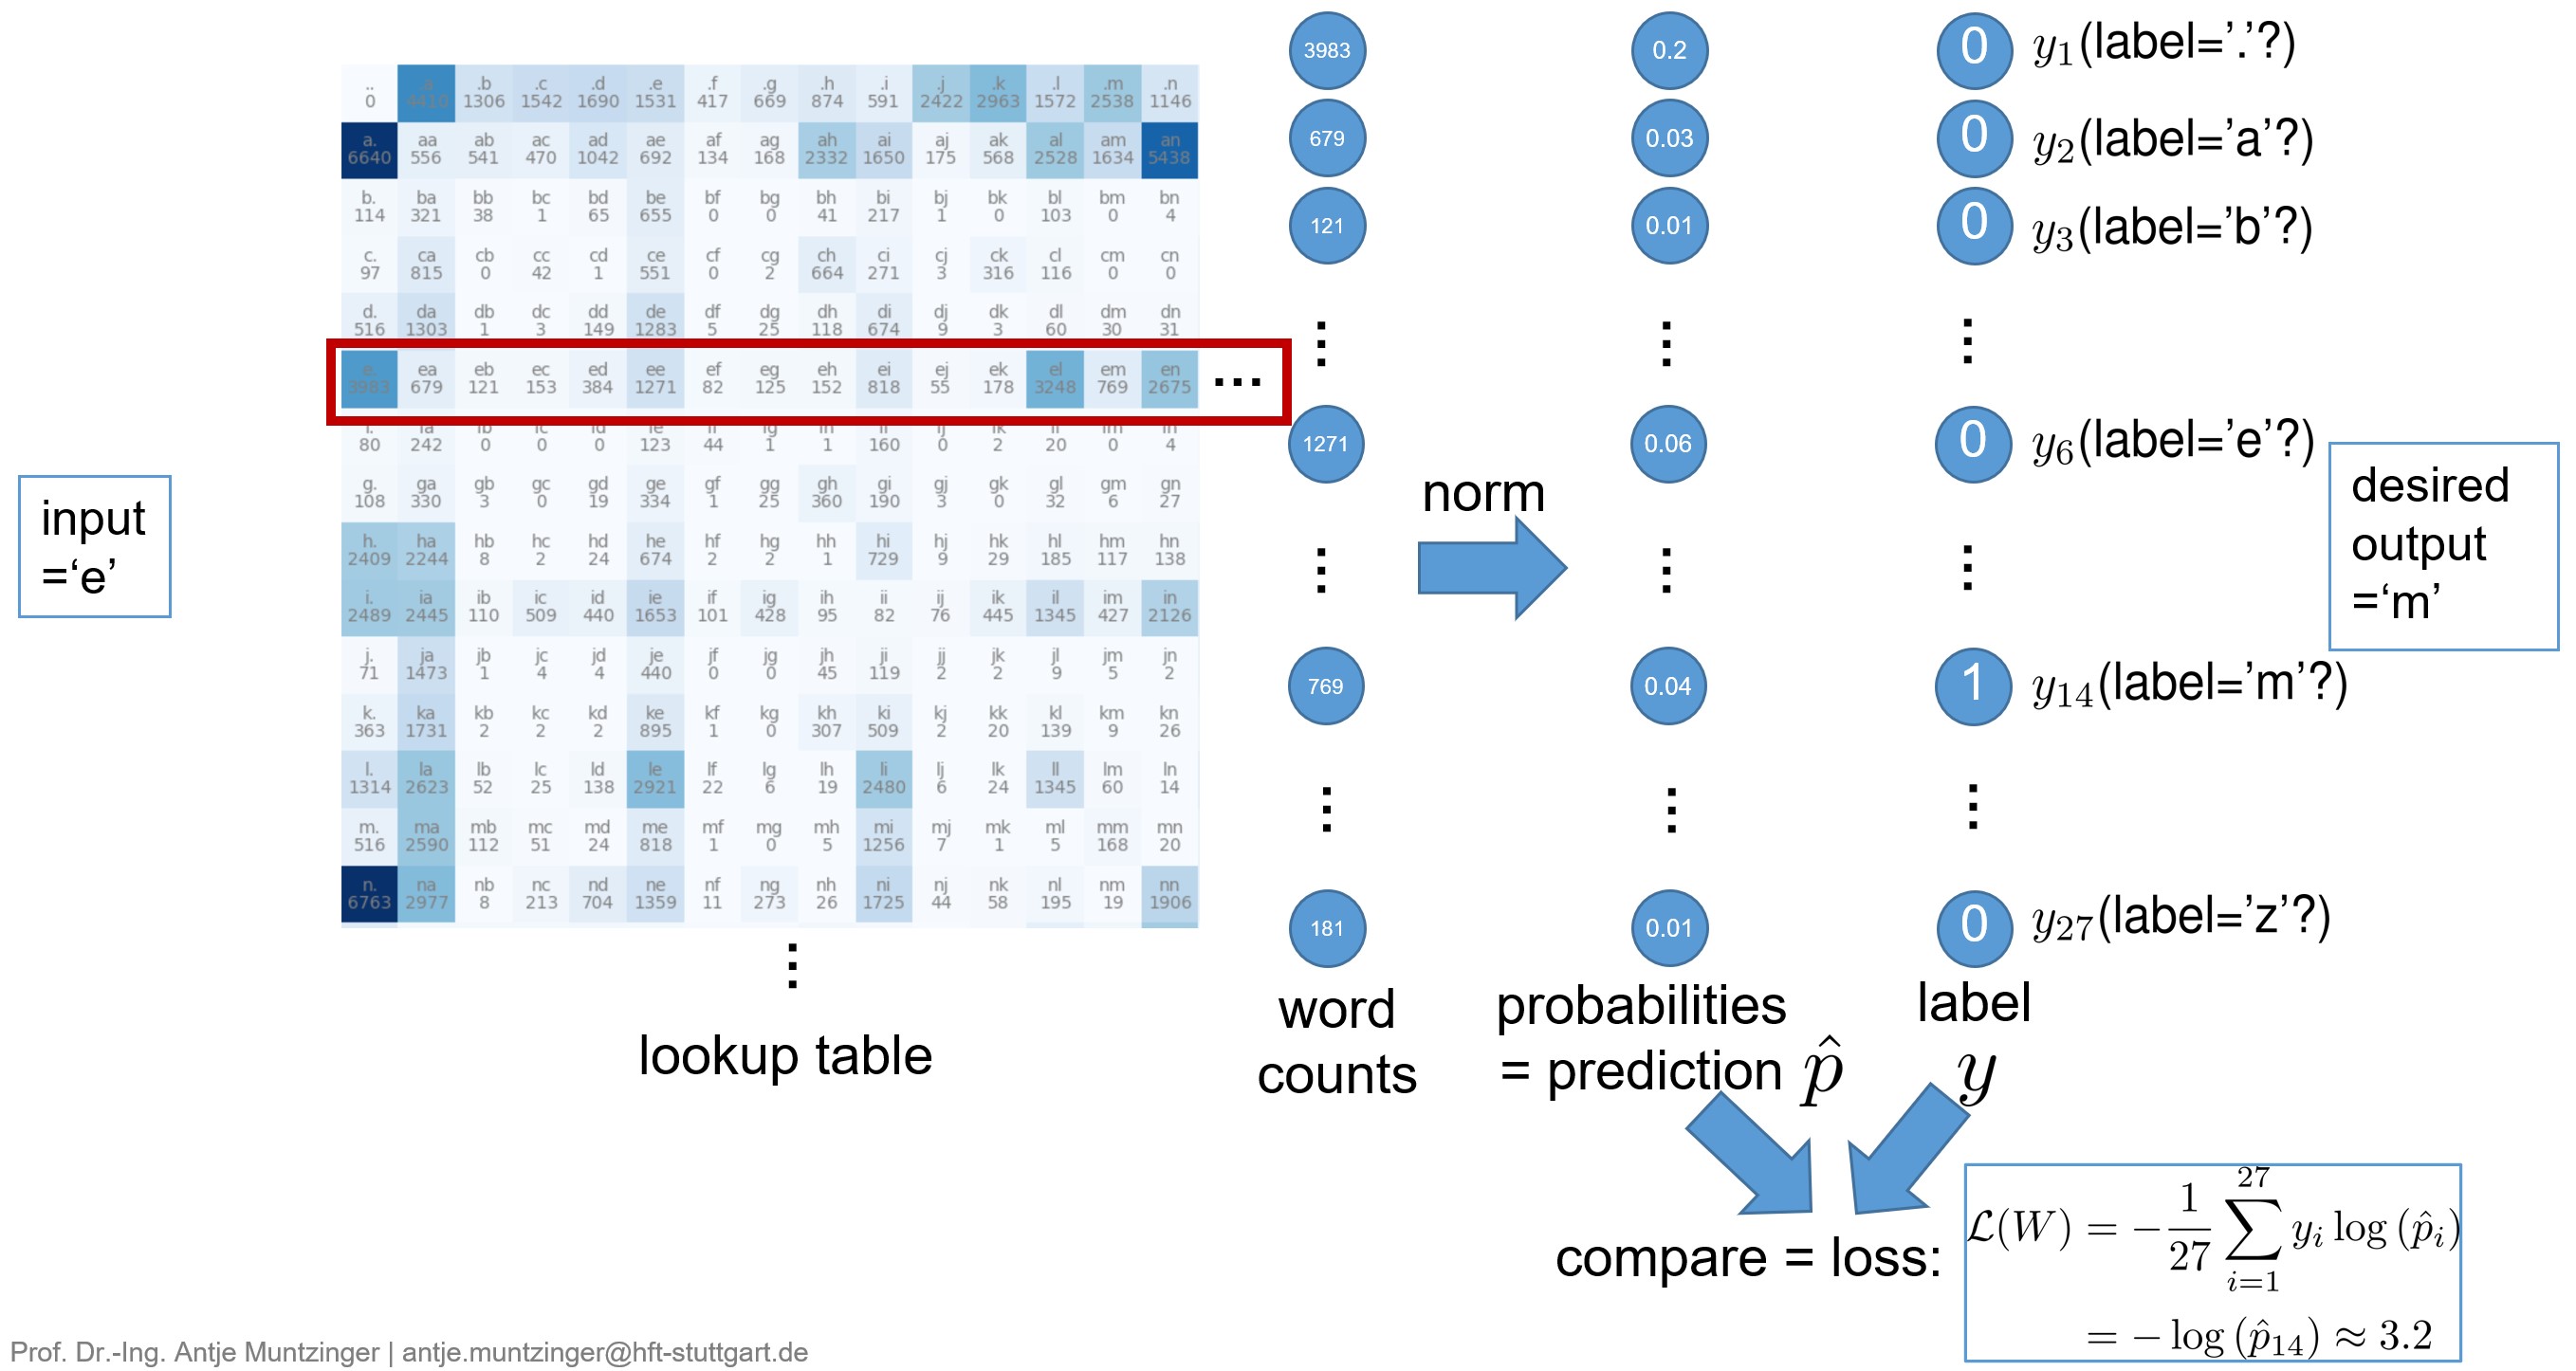 .. .a .b .c .d .e .f .g .h .i .j .k .l .m .n
0 4410 1306 1542 1690 1531 417 669 874 591 2422 2963 1572 2538 1146
a. aa ab ac ad ae af ag ah ai aj ak al am an
6640 556 541 470 1042 692 134 168 2332 1650 175 568 2528 1634 5438
b. ba bb bc bd be bf bg bh bi bj bk bl bm bn
114 321 38 1 65 655 0 0 41 217 1 0 103 0 4
c. ca cb cc cd ce cf cg ch ci cj ck cl cm cn
97 815 0 42 1 551 0 2 664 271 3 316 116 0 0
d. da db dc dd de df dg dh di dj dk dl dm dn
516 1303 1 3 149 1283 5 25 118 674 9 3 60 30 31
e. ea eb ec ed ee ef eg eh ei ej ek el em en ...
3983 679 121 153 384 1271 82 125 152 818 55 178 3248 769 2675
f. fa fb fc fd fe ff fg fh fi fj fk fl fm fn
80 242 0 0 0 123 44 1 1 160 0 2 20 0 4
g. ga gb gc gd ge gf gg gh gi gj gk gl gm gn
108 330 3 0 19 334 1 25 360 190 3 0 32 6 27
h. ha hb hc hd he hf hg hh hi hj hk hl hm hn
2409 2244 8 2 24 674 2 2 1 729 9 29 185 117 138
i. ia ib ic id ie if ig ih ii ij ik il im in
2489 2445 110 509 440 1653 101 428 95 82 76 445 1345 427 2126
j. ja jb jc jd je jf jg jh ji jj jk jl jm jn
71 1473 1 4 4 440 0 0 45 119 2 2 9 5 2
k. ka kb kc kd ke kf kg kh ki kj kk kl km kn
363 1731 2 2 2 895 1 0 307 509 2 20 139 9 26
l. la lb lc ld le lf lg lh li lj lk ll lm ln
1314 2623 52 25 138 2921 22 6 19 2480 6 24 1345 60 14
m. ma mb mc md me mf mg mh mi mj mk ml mm mn
516 2590 112 51 24 818 1 0 5 1256 7 1 5 168 20
n. na nb nc nd ne nf ng nh ni nj nk nl nm nn
6763 2977 8 213 704 1359 11 273 26 1725 44 58 195 19 1906
⋮
lookup table
input
=‘e’
3983 0.2 0 y₁(label=’.’?)
679 0.03 0 y₂(label=’a’?)
121 0.01 0 y₃(label=’b’?)
⋮ ⋮ ⋮
1271 0.06 0 y₆(label=’e’?)
norm
⋮ ⋮ ⋮
769 0.04 1 y₁₄(label=’m’?)
⋮ ⋮ ⋮
181 0.01 0 y₂₇(label=’z’?)
desired
output
=‘m’
word
counts
probabilities
= prediction p̂
label
y
compare = loss:
ℒ(W) = −1/27 ∑_{i=1}^{27} yᵢ log (p̂ᵢ)
= − log (p̂₁₄) ≈ 3.2
Prof. Dr.-Ing. Antje Muntzinger | antje.muntzinger@hft-stuttgart.de